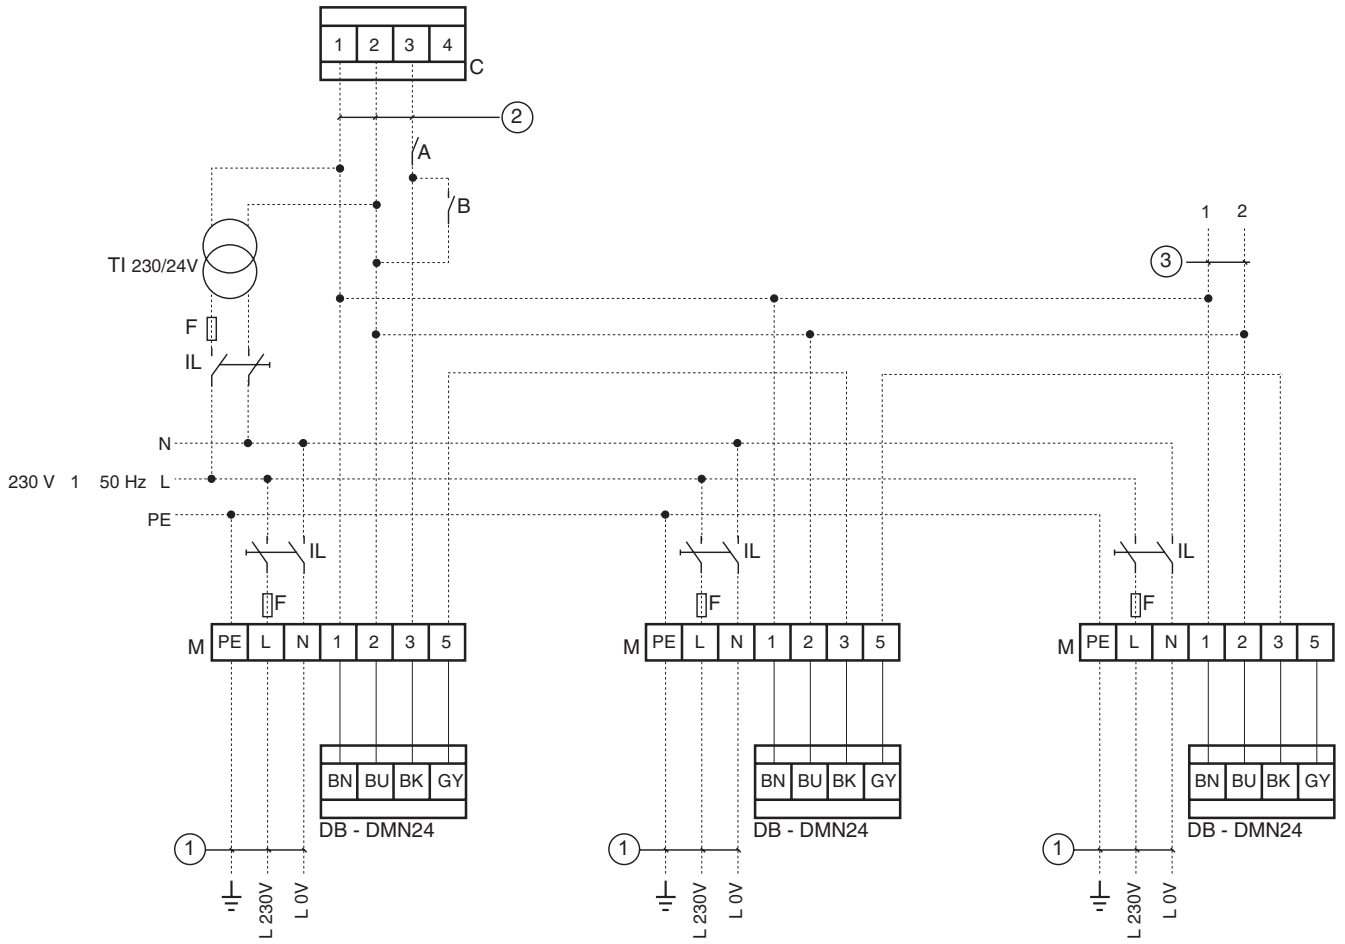 1 2 3 4
C
2
A
B
1 2
TI 230/24V
3
F
IL
N
230 V 1 50 Hz L
PE
IL IL IL
F F F
M PE L N 1 2 3 5
M PE L N 1 2 3 5
M PE L N 1 2 3 5
BN BU BK GY
BN BU BK GY
BN BU BK GY
DB - DMN24
DB - DMN24
DB - DMN24
1
1
1
L 230V
L 0V
L 230V
L 0V
L 230V
L 0V